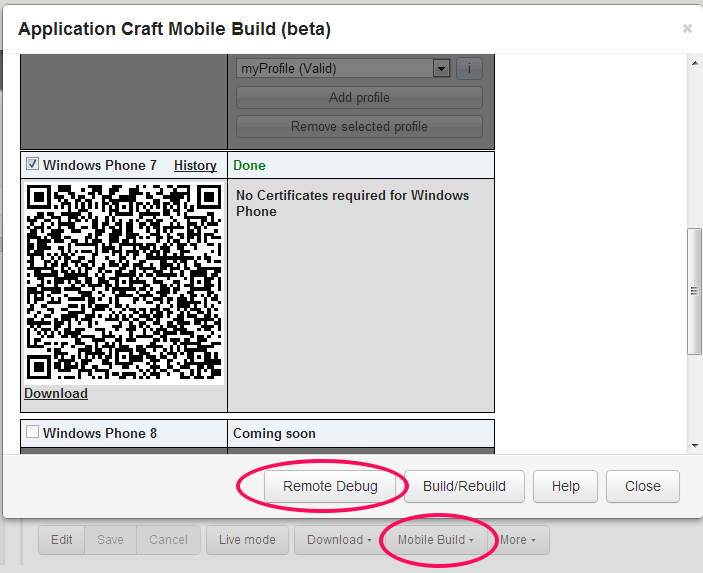 Application Craft Mobile Build (beta)
×
myProfile (Valid)
i
Add profile
Remove selected profile
Windows Phone 7 History Done
No Certificates required for Windows
Phone
Download
Windows Phone 8 Coming soon
Remote Debug Build/Rebuild Help Close
Edit Save Cancel Live mode Download Mobile Build More